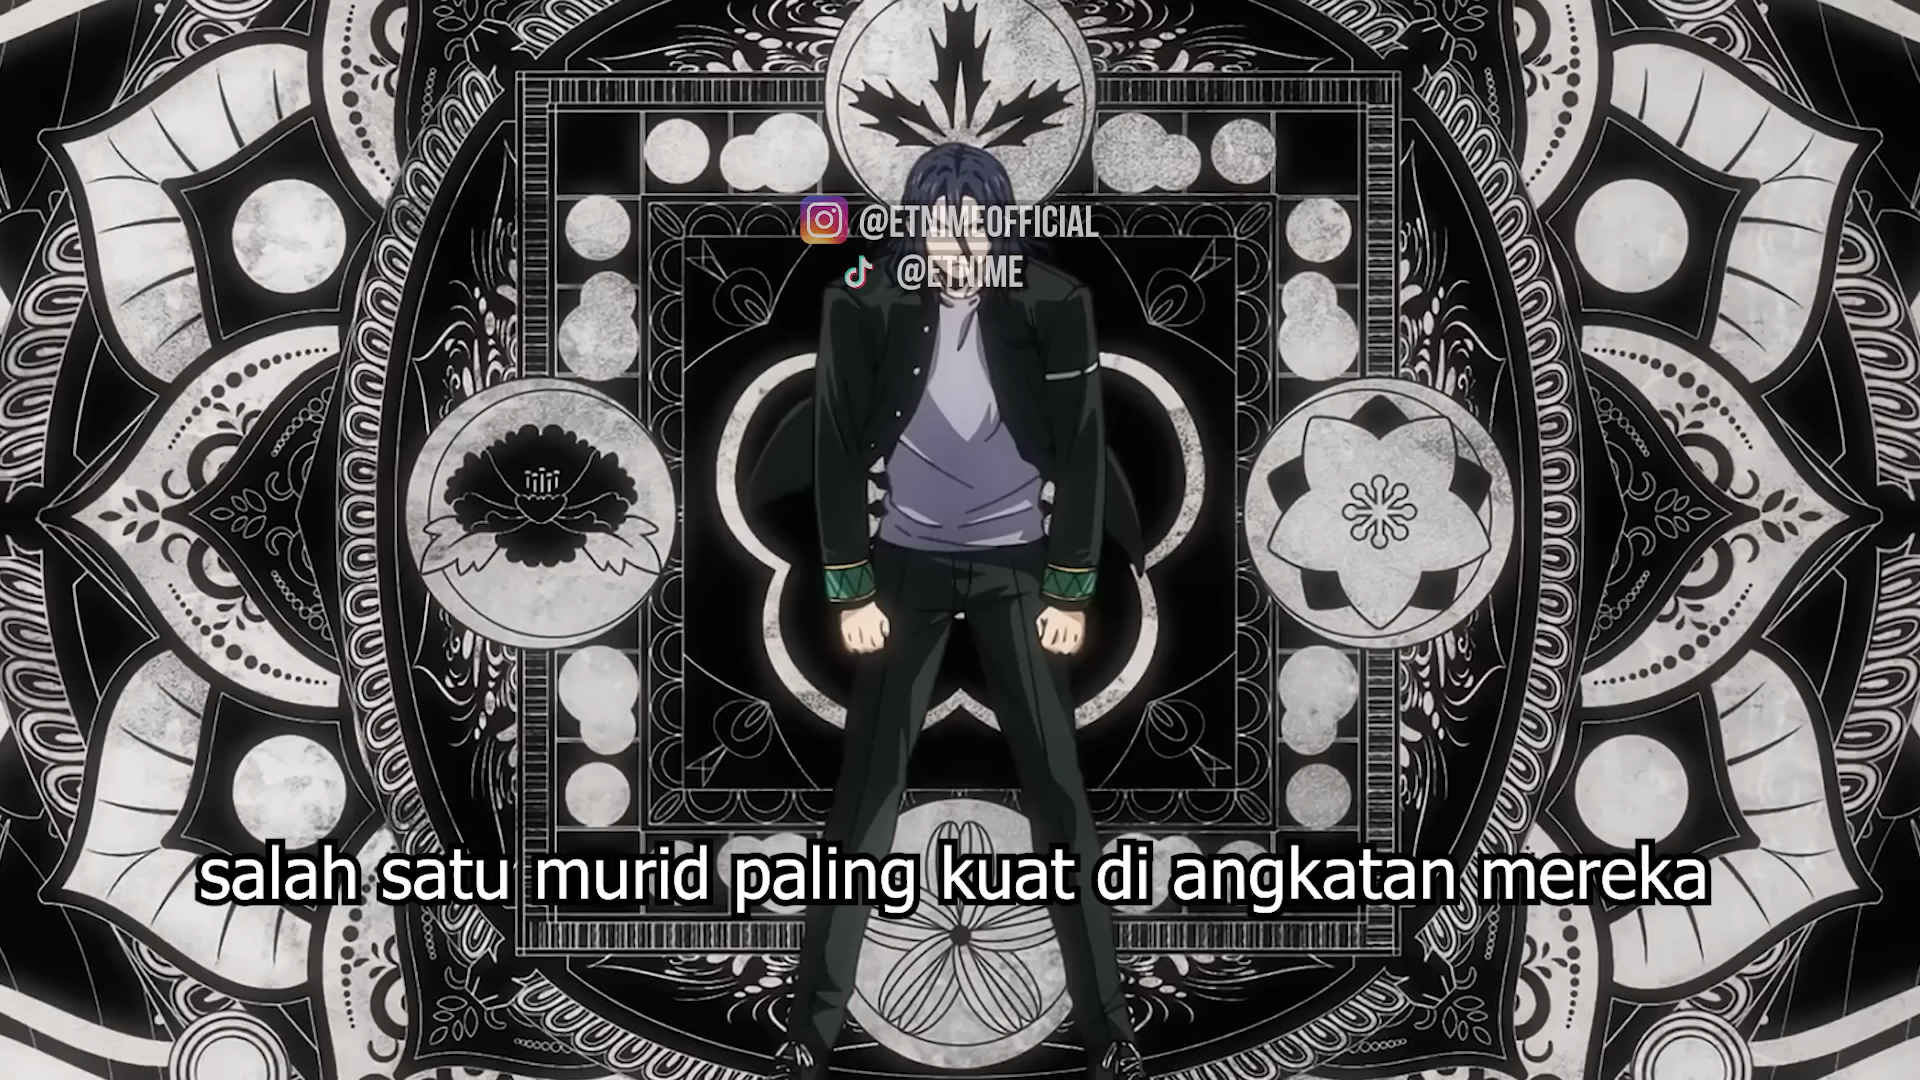 @ETNIMEOFFICIAL
@ETNIME
salah satu murid paling kuat di angkatan mereka